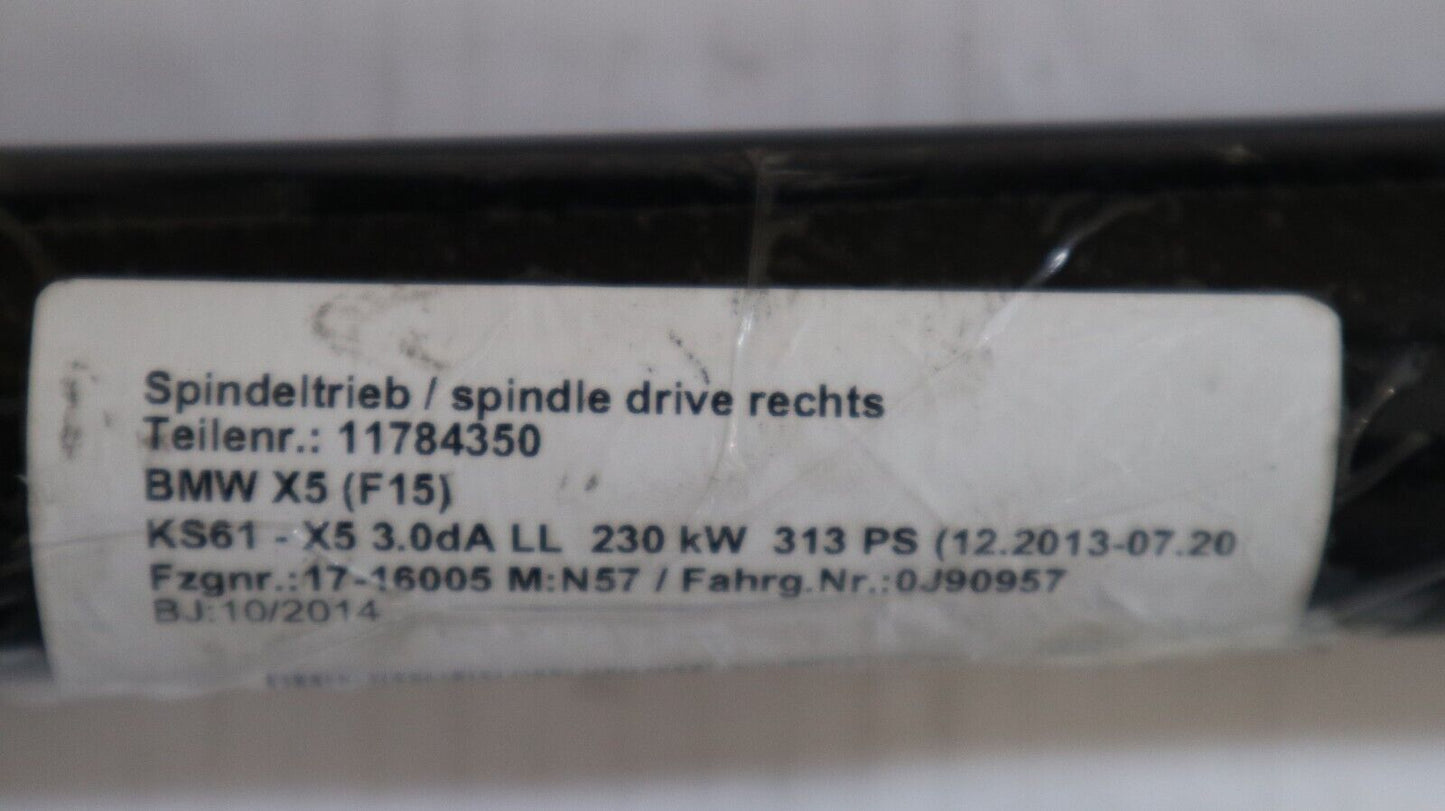 Spindeltrieb / spindle drive rechts
Teilenr.: 11784350
BMW X5 (F15)
KS61 - X5 3.0dA LL 230 kW 313 PS (12.2013-07.20
Fzgnr.:17-16005 M:N57 / Fahrg.Nr.:0J90957
BJ:10/2014